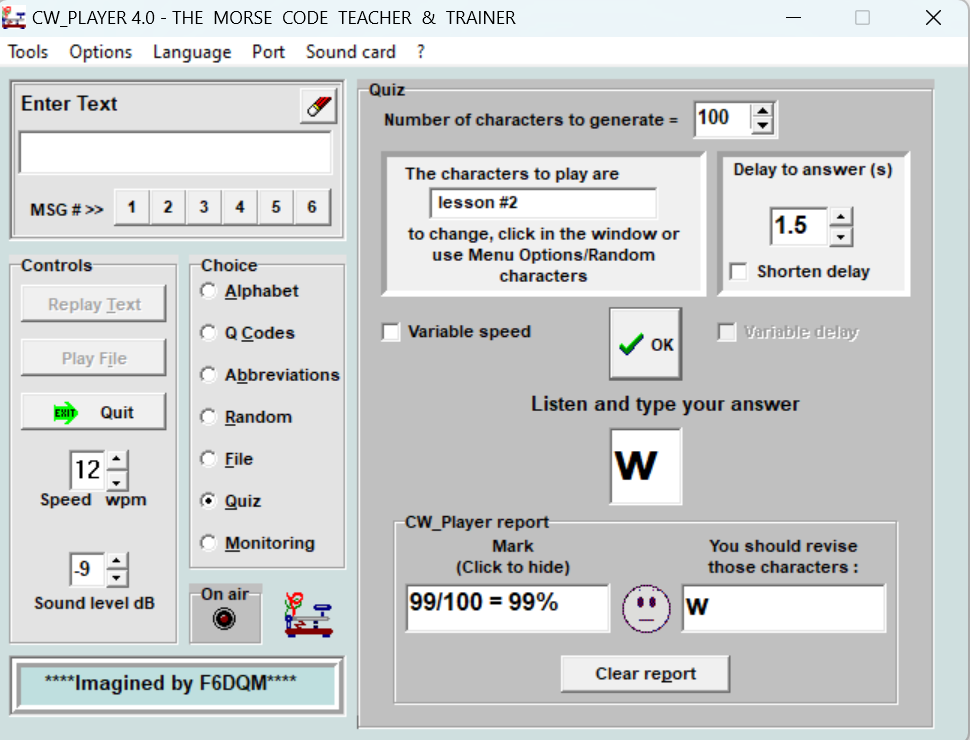 CW_PLAYER 4.0 - THE MORSE CODE TEACHER & TRAINER
Tools Options Language Port Sound card ?
Enter Text
MSG # >> 1 2 3 4 5 6
Controls
Replay Text
Play File
EXIT Quit
12
Speed wpm
-9
Sound level dB
Choice
Alphabet
Q Codes
Abbreviations
Random
File
Quiz
Monitoring
On air
****Imagined by F6DQM****
Quiz
Number of characters to generate = 100
The characters to play are
lesson #2
to change, click in the window or
use Menu Options/Random
characters
Delay to answer (s)
1.5
Shorten delay
Variable speed
OK
Variable delay
Listen and type your answer
W
CW_Player report
Mark
(Click to hide)
99/100 = 99%
You should revise
those characters :
W
Clear report